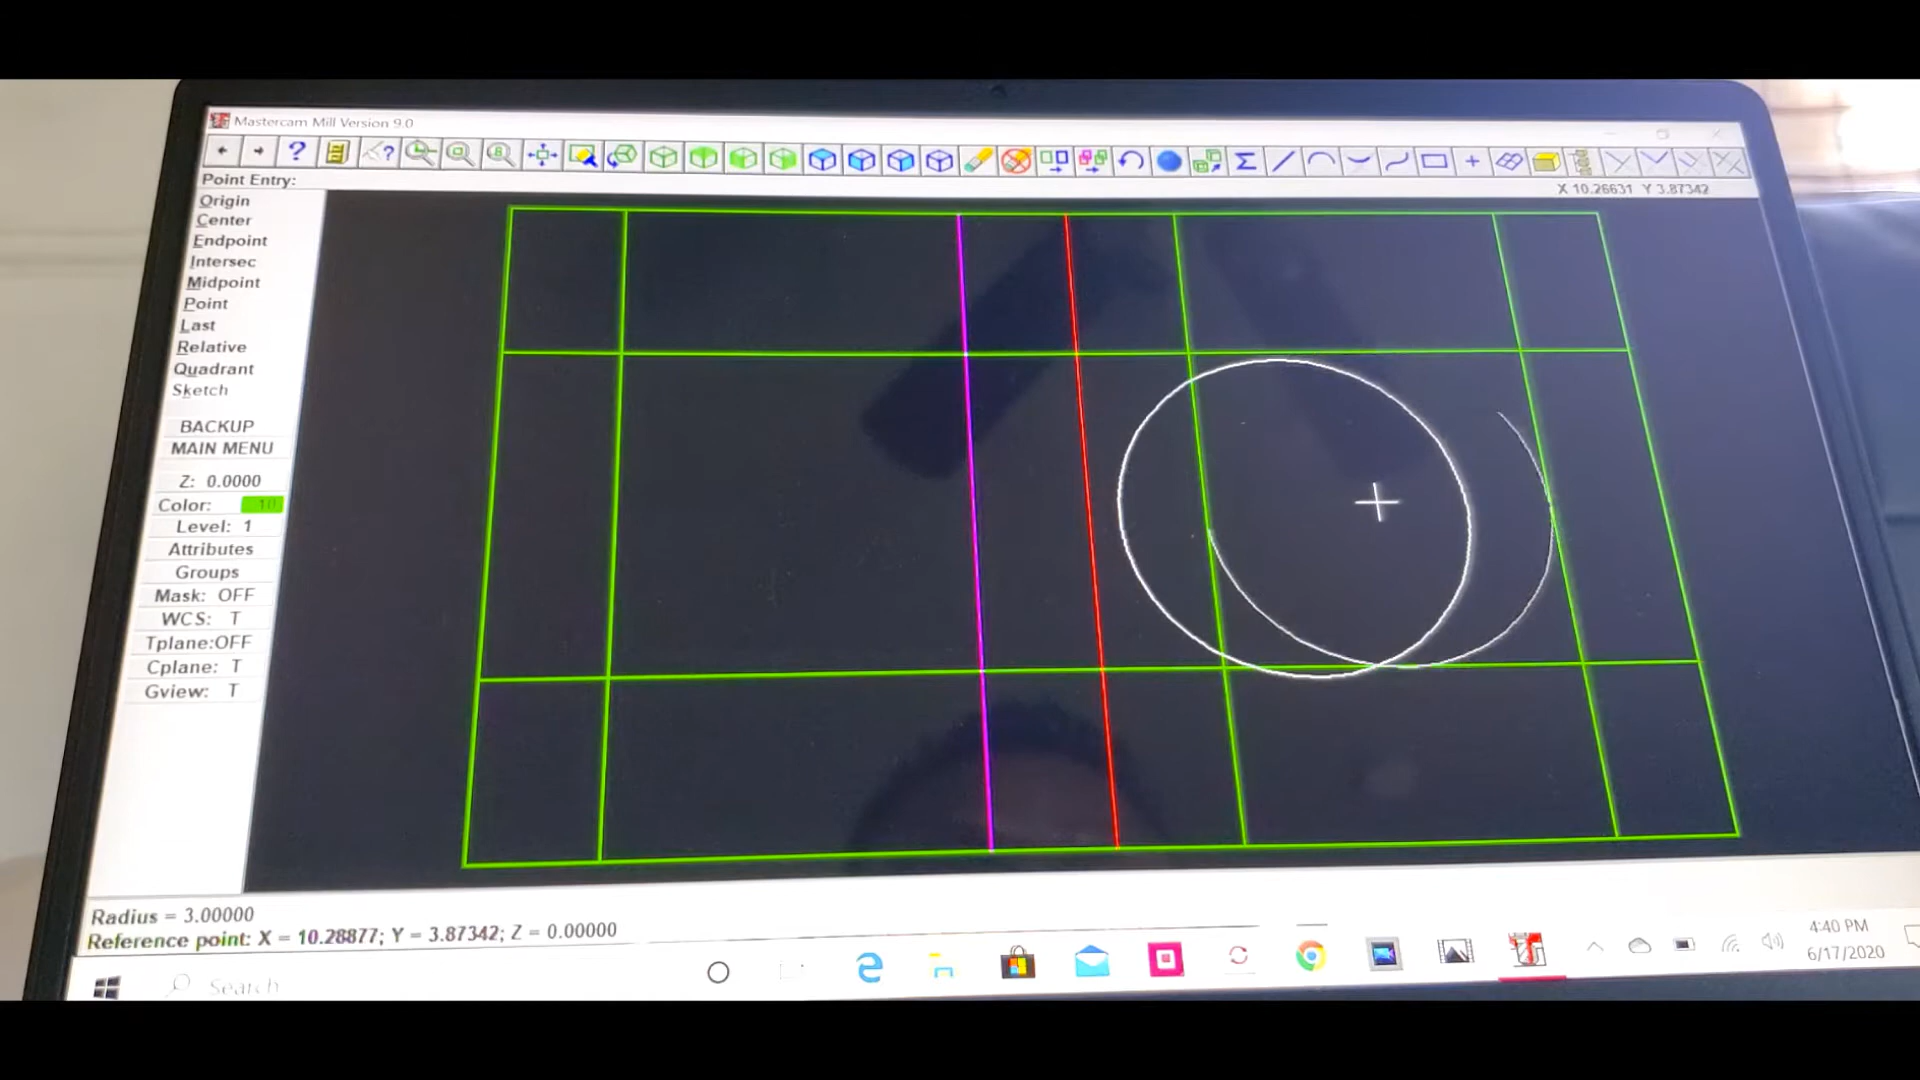 Mastercam Mill Version 9.0
Point Entry:
X 10.26631 Y 3.87342
Origin
Center
Endpoint
Intersec
Midpoint
Point
Last
Relative
Quadrant
Sketch
BACKUP
MAIN MENU
Z: 0.0000
Color: 10
Level: 1
Attributes
Groups
Mask: OFF
WCS: T
Tplane:OFF
Cplane: T
Gview: T
Radius = 3.00000
Reference point: X = 10.28877; Y = 3.87342; Z = 0.00000
Search
4:40 PM
6/17/2020